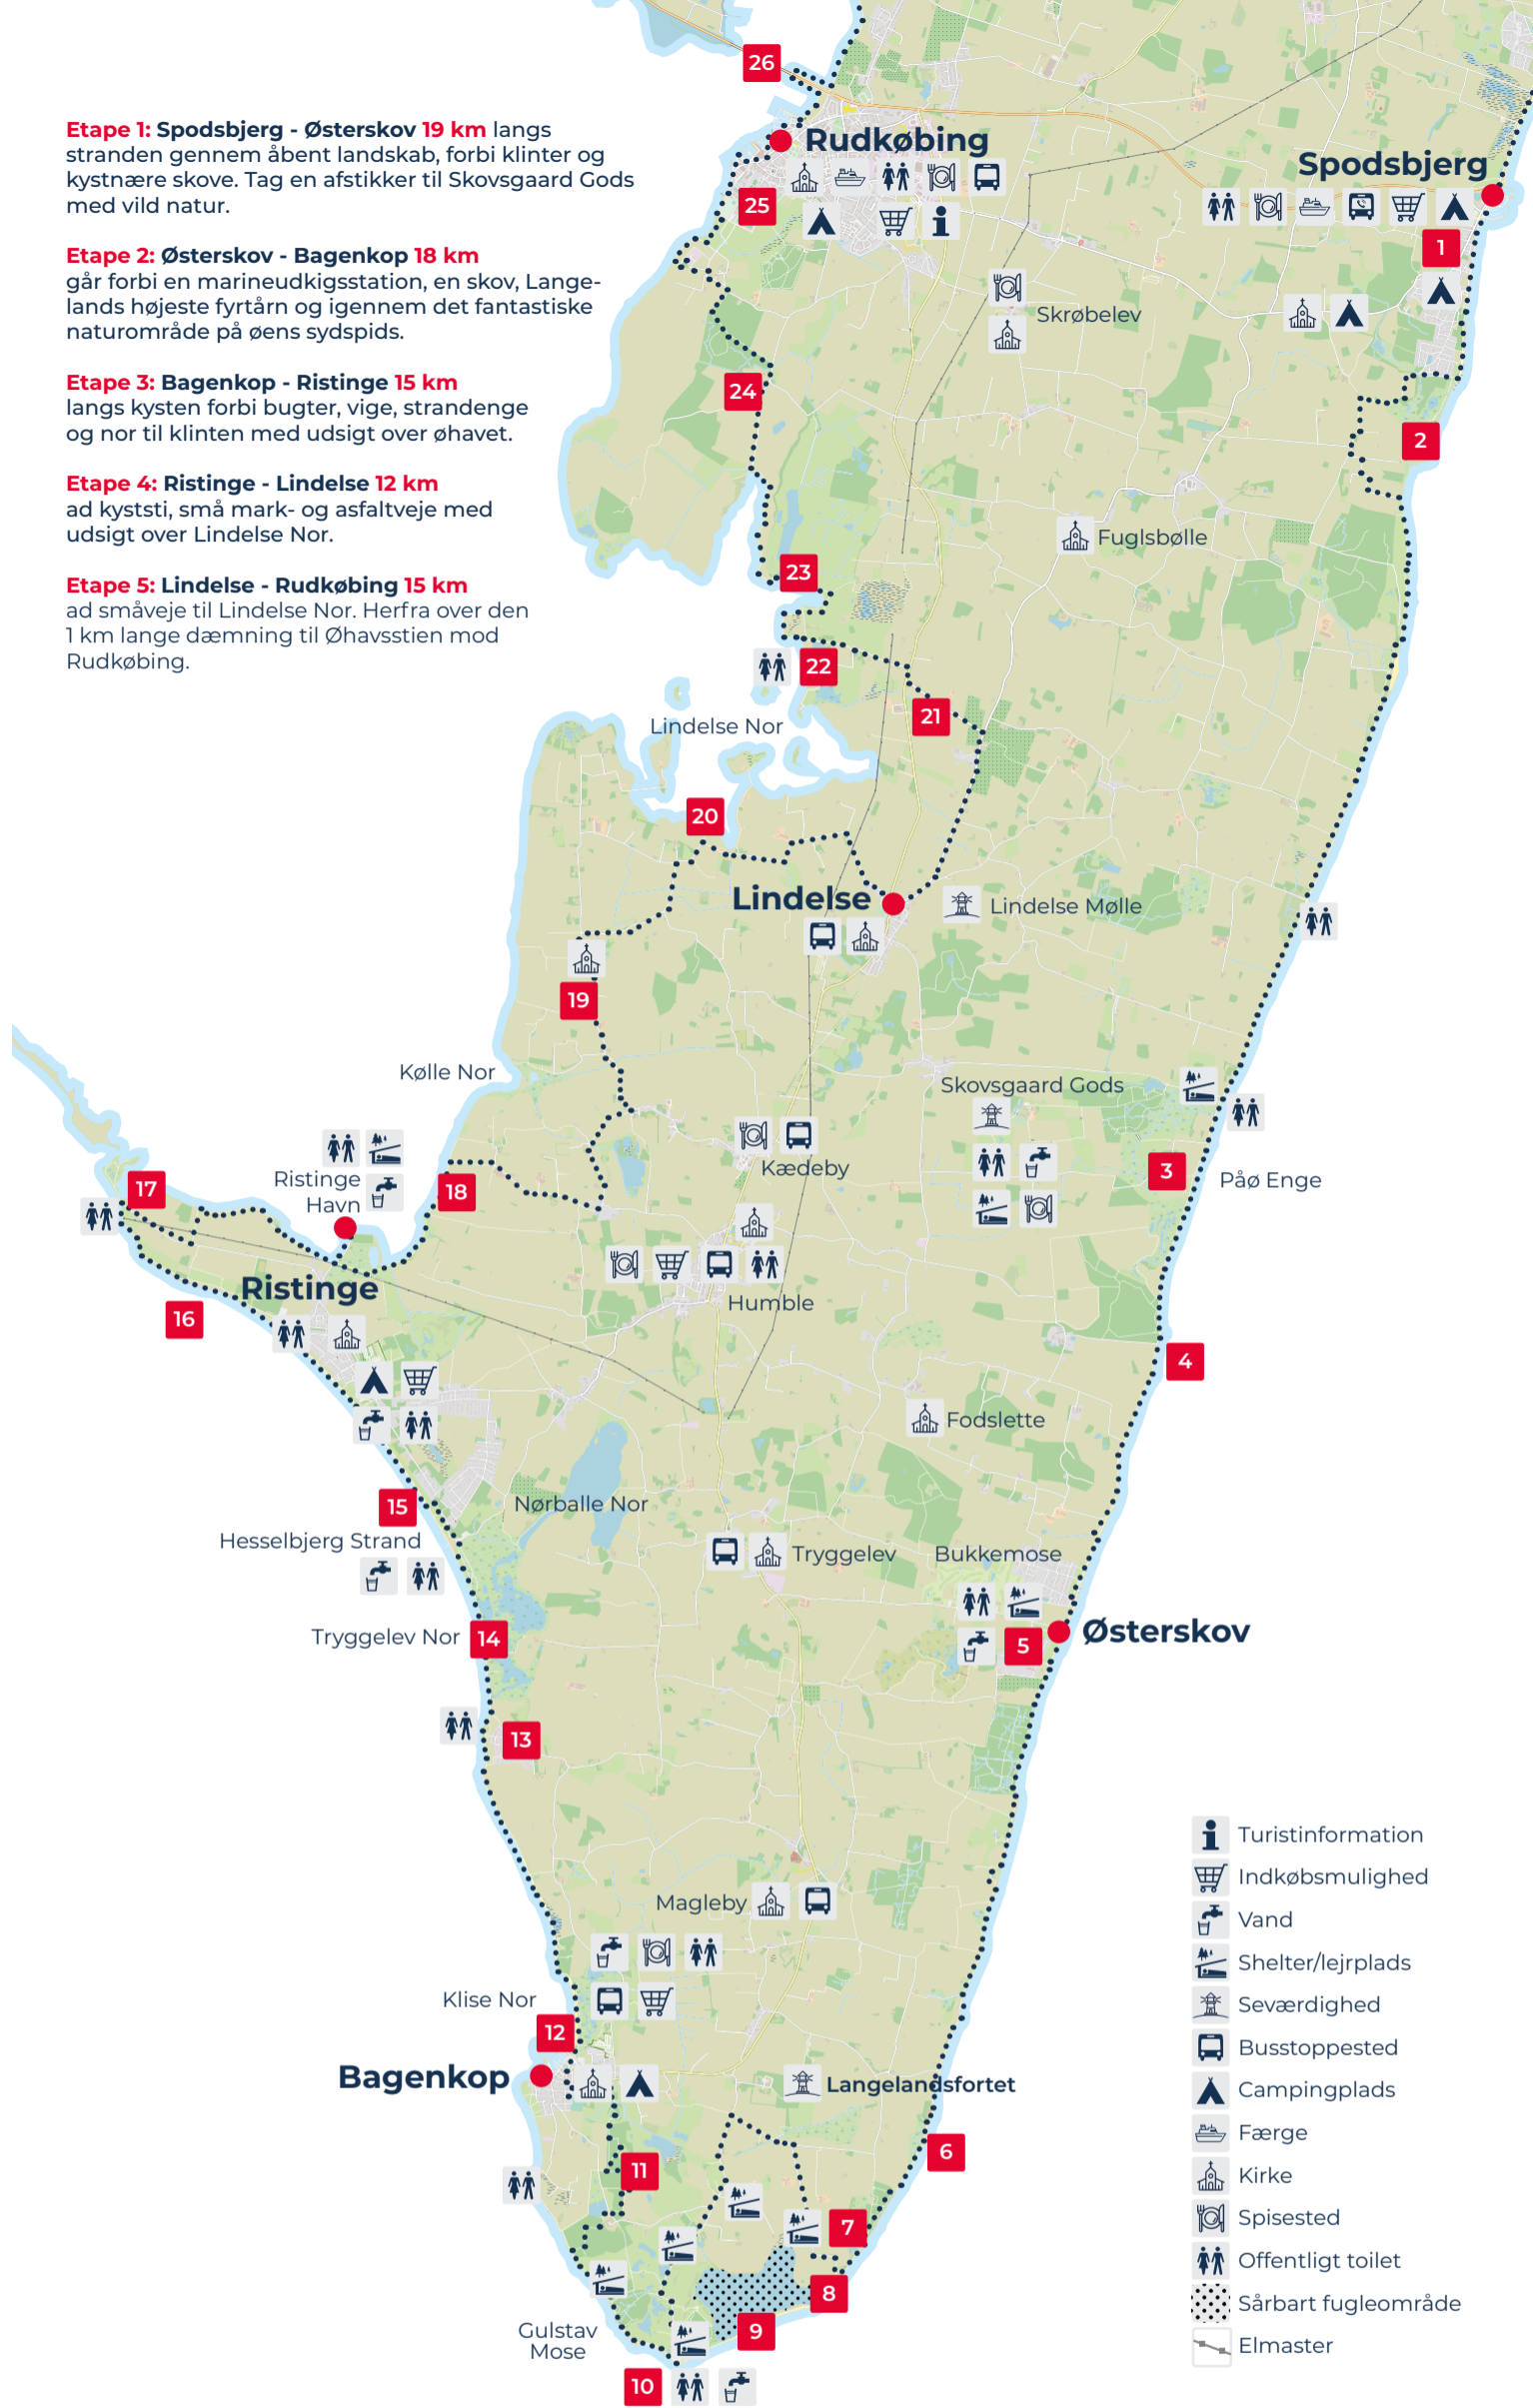 Etape 1: Spodsbjerg - Østerskov 19 km langs
stranden gennem åbent landskab, forbi klinter og
kystnære skove. Tag en afstikker til Skovsgaard Gods
med vild natur.
Etape 2: Østerskov - Bagenkop 18 km
går forbi en marineudkigsstation, en skov, Lange-
lands højeste fyrtårn og igennem det fantastiske
naturområde på øens sydspids.
Etape 3: Bagenkop - Ristinge 15 km
langs kysten forbi bugter, vige, strandenge
og nor til klinten med udsigt over øhavet.
Etape 4: Ristinge - Lindelse 12 km
ad kyststi, små mark- og asfaltveje med
udsigt over Lindelse Nor.
Etape 5: Lindelse - Rudkøbing 15 km
ad småveje til Lindelse Nor. Herfra over den
1 km lange dæmning til Øhavsstien mod
Rudkøbing.
26
Rudkøbing
Spodsbjerg
25
1
Skrøbelev
24
2
Fuglsbølle
23
22
21
Lindelse Nor
20
Lindelse
Lindelse Mølle
19
Kølle Nor
Skovsgaard Gods
Kædeby
3
Påø Enge
Ristinge
Havn
17
18
Ristinge
16
Humble
4
Fodslette
15
Nørballe Nor
Hesselbjerg Strand
Tryggelev
Bukkemose
Østerskov
Tryggelev Nor
14
5
13
Magleby
Klise Nor
12
Bagenkop
Langelandsfortet
6
11
7
8
9
Gulstav
Mose
10
Turistinformation
Indkøbsmulighed
Vand
Shelter/lejrplads
Seværdighed
Busstoppested
Campingplads
Færge
Kirke
Spisested
Offentligt toilet
Sårbart fugleområde
Elmaster